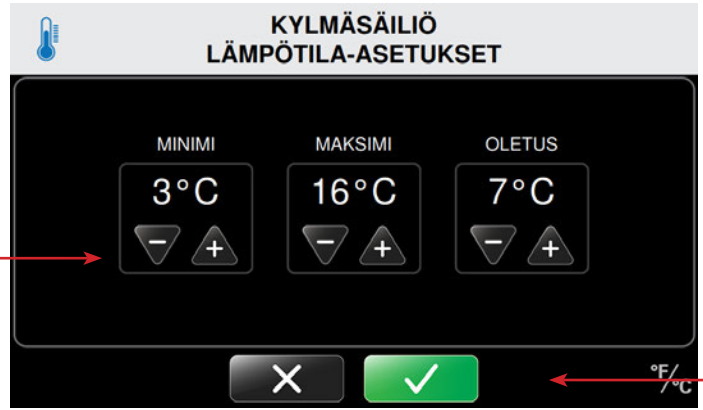 KYLMÄSÄILIÖ
LÄMPÖTILA-ASETUKSET
MINIMI MAKSIMI OLETUS
3°C 16°C 7°C
°F/°C